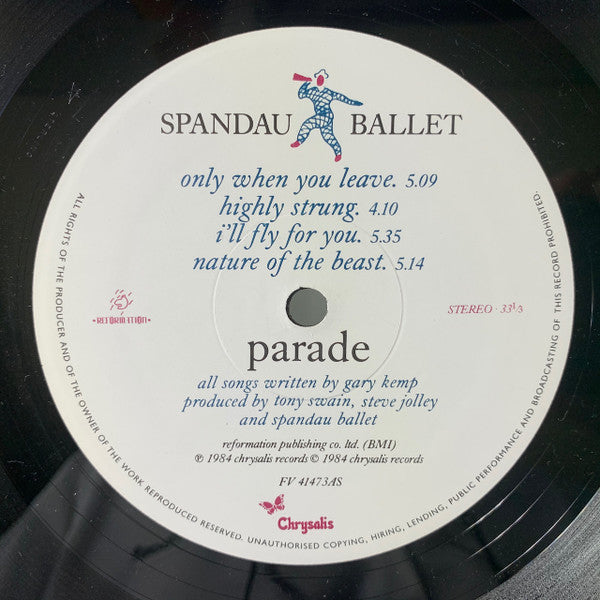 SPANDAU BALLET
only when you leave. 5.09
highly strung. 4.10
i'll fly for you. 5.35
nature of the beast. 5.14
•REFORMATION•
STEREO · 33 1/3
parade
all songs written by gary kemp
produced by tony swain, steve jolley
and spandau ballet
reformation publishing co. ltd. (BMI)
℗ 1984 chrysalis records © 1984 chrysalis records
FV 41473AS
Chrysalis
ALL RIGHTS OF THE PRODUCER AND OF THE OWNER OF THE WORK REPRODUCED RESERVED. UNAUTHORISED COPYING, HIRING, LENDING, PUBLIC PERFORMANCE AND BROADCASTING OF THIS RECORD PROHIBITED.